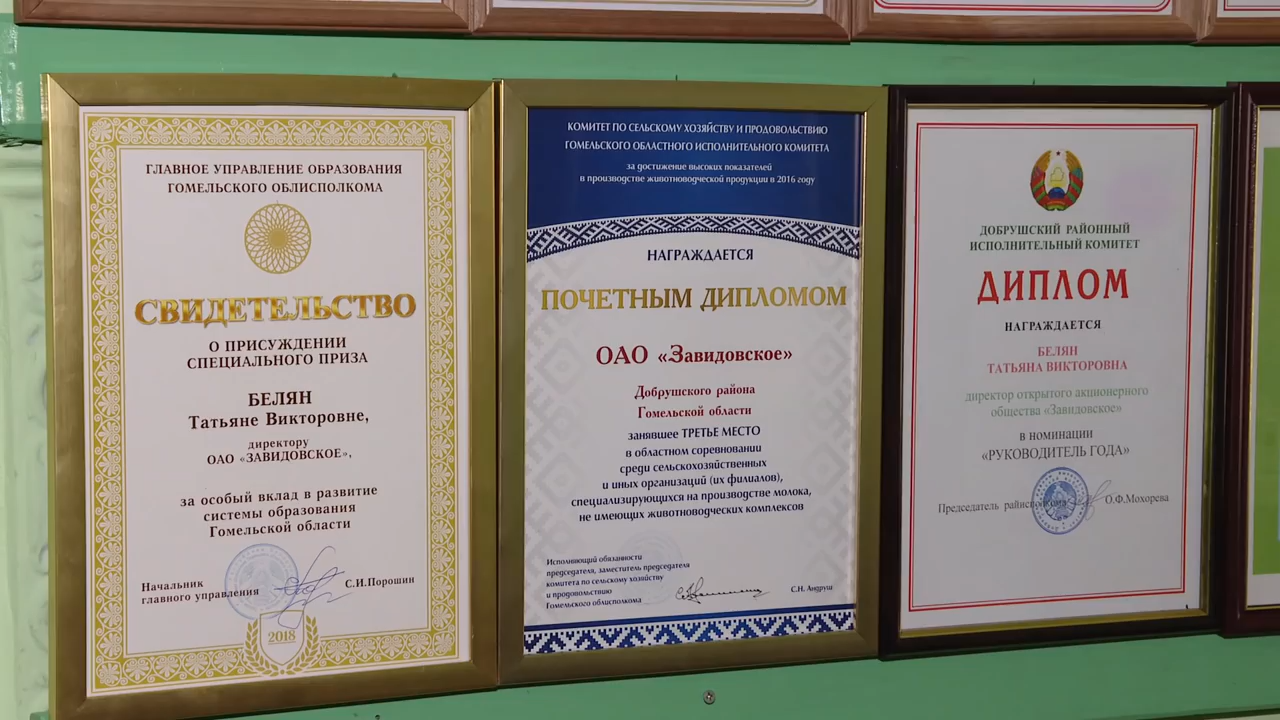 ГЛАВНОЕ УПРАВЛЕНИЕ ОБРАЗОВАНИЯ
ГОМЕЛЬСКОГО ОБЛИСПОЛКОМА
СВИДЕТЕЛЬСТВО
О ПРИСУЖДЕНИИ
СПЕЦИАЛЬНОГО ПРИЗА
БЕЛЯН
Татьяне Викторовне,
директору
ОАО «ЗАВИДОВСКОЕ»,
за особый вклад в развитие
системы образования
Гомельской области
Начальник
главного управления
С.И.Порошин
2018
КОМИТЕТ ПО СЕЛЬСКОМУ ХОЗЯЙСТВУ И ПРОДОВОЛЬСТВИЮ
ГОМЕЛЬСКОГО ОБЛАСТНОГО ИСПОЛНИТЕЛЬНОГО КОМИТЕТА
за достижение высоких показателей
в производстве животноводческой продукции в 2016 году
НАГРАЖДАЕТСЯ
ПОЧЕТНЫМ ДИПЛОМОМ
ОАО «Завидовское»
Добрушского района
Гомельской области
занявшее ТРЕТЬЕ МЕСТО
в областном соревновании
среди сельскохозяйственных
и иных организаций (их филиалов),
специализирующихся на производстве молока,
не имеющих животноводческих комплексов
Исполняющий обязанности
председателя, заместитель председателя
комитета по сельскому хозяйству
и продовольствию
Гомельского облисполкома
С.Н. Андруш
ДОБРУШСКИЙ РАЙОННЫЙ
ИСПОЛНИТЕЛЬНЫЙ КОМИТЕТ
ДИПЛОМ
НАГРАЖДАЕТСЯ
БЕЛЯН
ТАТЬЯНА ВИКТОРОВНА
директор открытого акционерного
общества «Завидовское»
в номинации
«РУКОВОДИТЕЛЬ ГОДА»
Председатель райисполкома
О.Ф.Мохорева